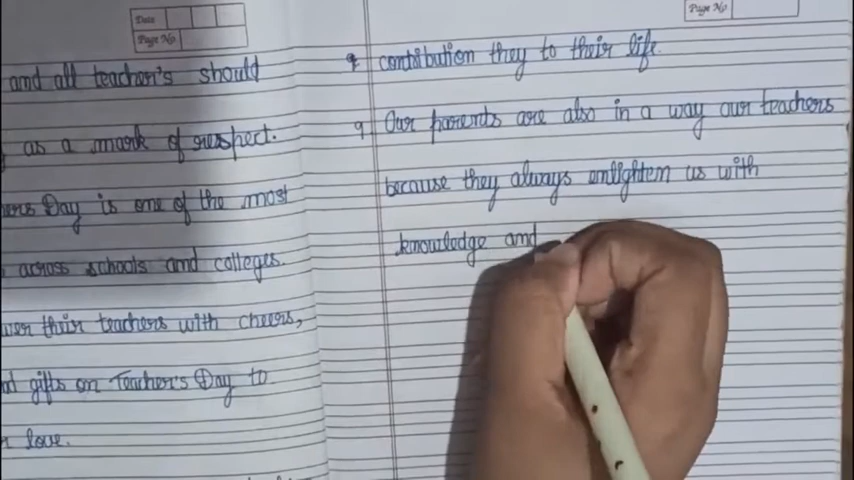 Date
Page No
and all teacher's should
as a mark of respect.
Day is one of the most
across schools and colleges.
their teachers with cheers,
gifts on Teacher's Day to
love.
Page No
contribution they to their life.
9 Our parents are also in a way our teachers
because they always enlighten us with
knowledge and